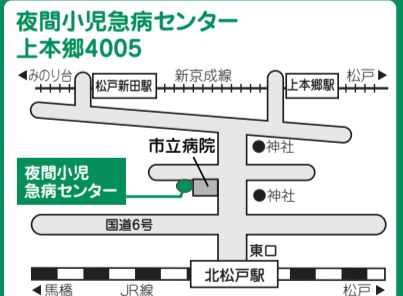 夜間小児急病センター
上本郷4005
◀みのり台 松戸新田駅 新京成線 上本郷駅 松戸▶
市立病院 ●神社
夜間小児
急病センター
●神社
国道6号
東口
北松戸駅
◀馬橋 JR線 松戸▶